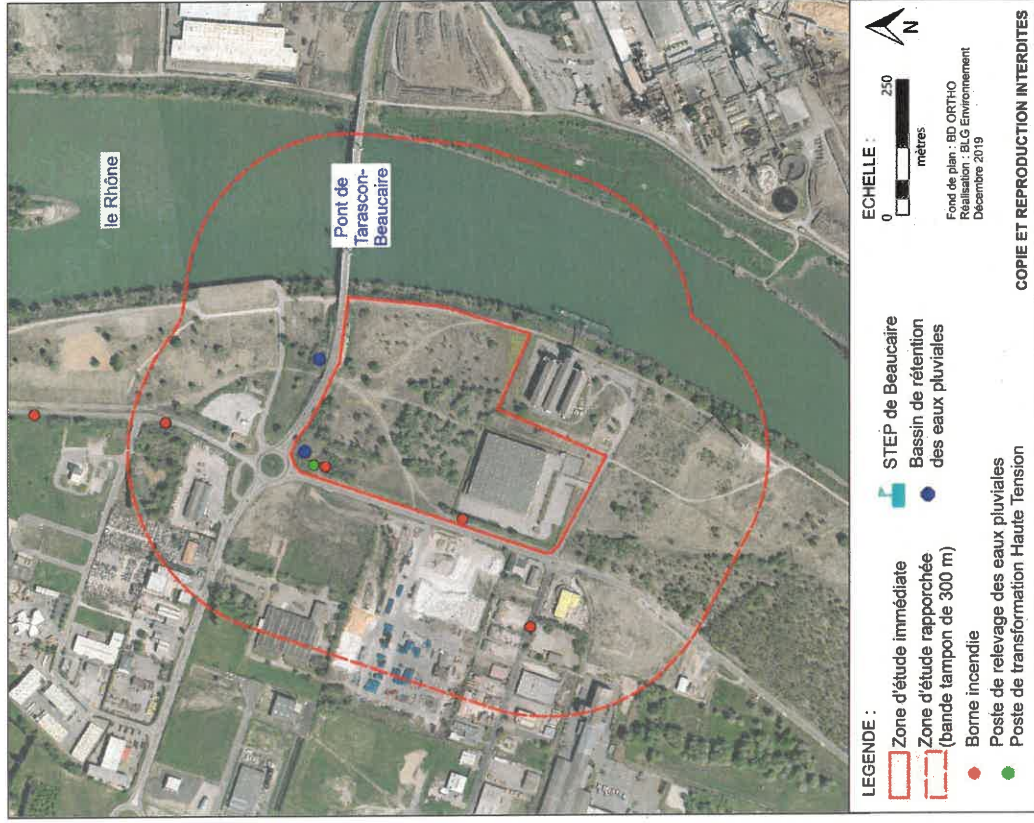 le Rhône
Pont de
Tarascon-
Beaucaire
LEGENDE :
Zone d'étude immédiate
Zone d'étude rapporchée
(bande tampon de 300 m)
Borne incendie
Poste de relevage des eaux pluviales
Poste de transformation Haute Tension
STEP de Beaucaire
Bassin de rétention
des eaux pluviales
ECHELLE :
0 250
mètres
N
Fond de plan : BD ORTHO
Réalisation : BLG Environnement
Décembre 2019
COPIE ET REPRODUCTION INTERDITES